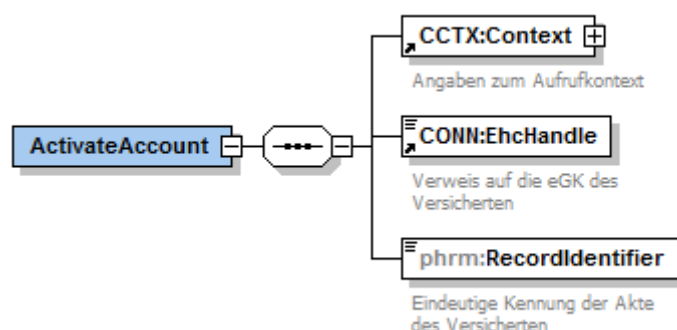 CCTX:Context
Angaben zum Aufrufkontext
ActivateAccount
CONN:EhcHandle
Verweis auf die eGK des
Versicherten
phrm:RecordIdentifier
Eindeutige Kennung der Akte
des Versicherten